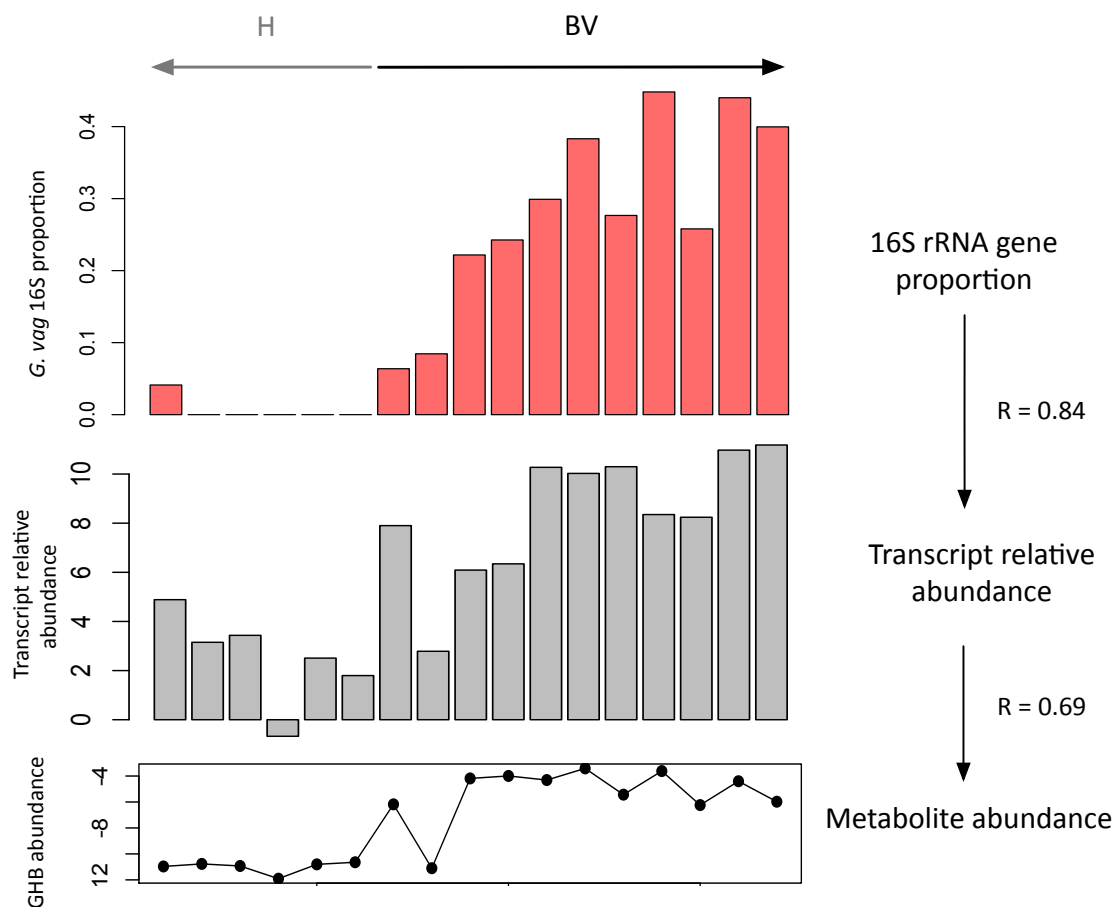 H
BV
G. vag 16S proportion
0.4
0.3
0.2
0.1
0.0
16S rRNA gene
proportion
R = 0.84
Transcript relative
abundance
10
8
6
4
2
0
Transcript relative
abundance
R = 0.69
GHB abundance
-4
-8
12
Metabolite abundance